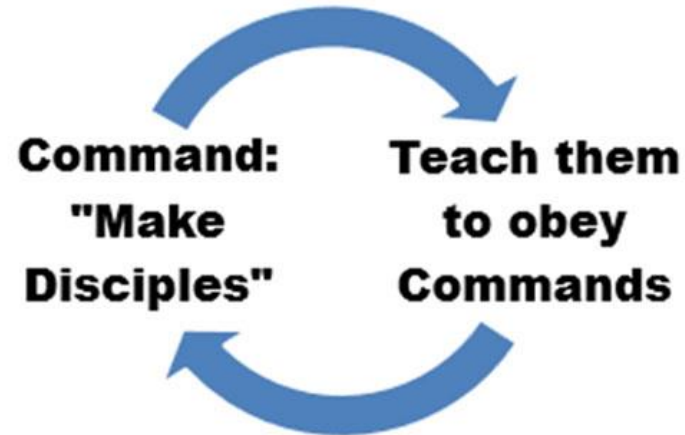 Command:
"Make
Disciples"
Teach them
to obey
Commands